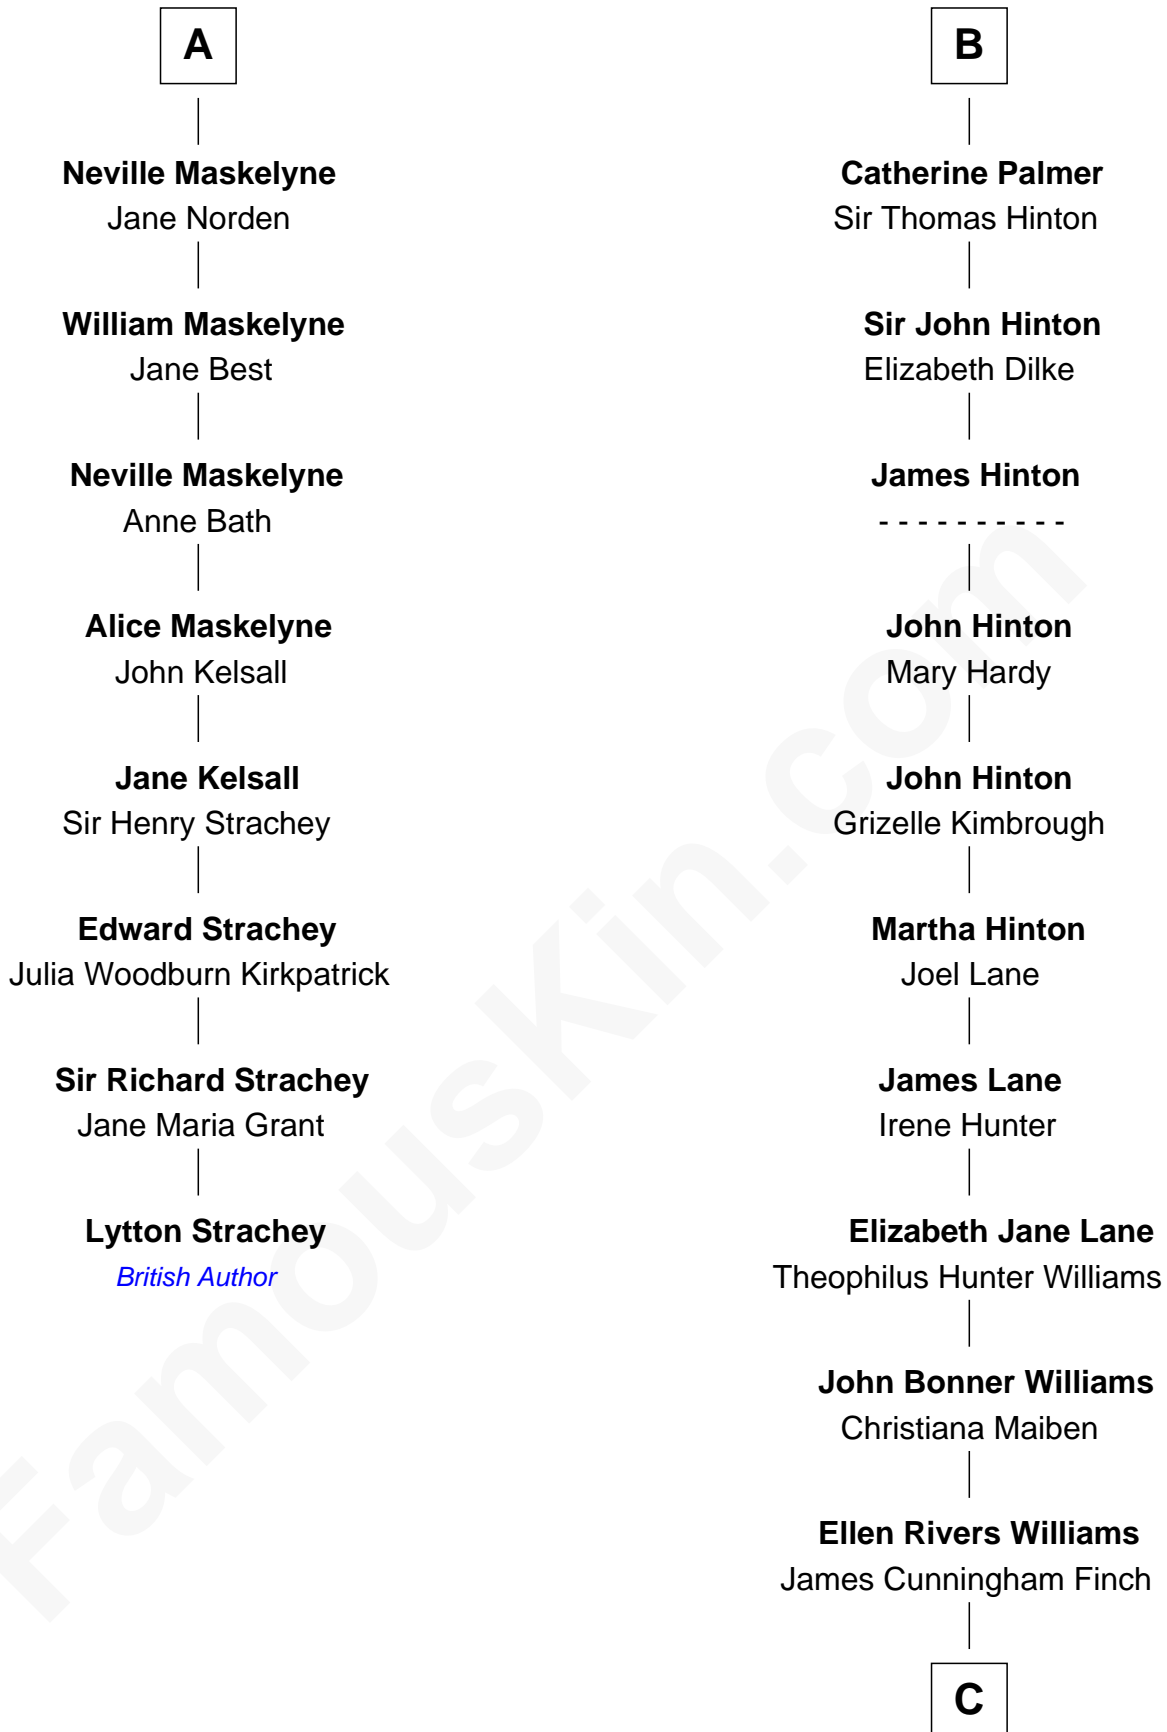 A
Neville Maskelyne
Jane Norden
William Maskelyne
Jane Best
Neville Maskelyne
Anne Bath
Alice Maskelyne
John Kelsall
Jane Kelsall
Sir Henry Strachey
Edward Strachey
Julia Woodburn Kirkpatrick
Sir Richard Strachey
Jane Maria Grant
Lytton Strachey
British Author
B
Catherine Palmer
Sir Thomas Hinton
Sir John Hinton
Elizabeth Dilke
James Hinton
- - - - - - - - - -
John Hinton
Mary Hardy
John Hinton
Grizelle Kimbrough
Martha Hinton
Joel Lane
James Lane
Irene Hunter
Elizabeth Jane Lane
Theophilus Hunter Williams
John Bonner Williams
Christiana Maiben
Ellen Rivers Williams
James Cunningham Finch
C
FamousKin.com